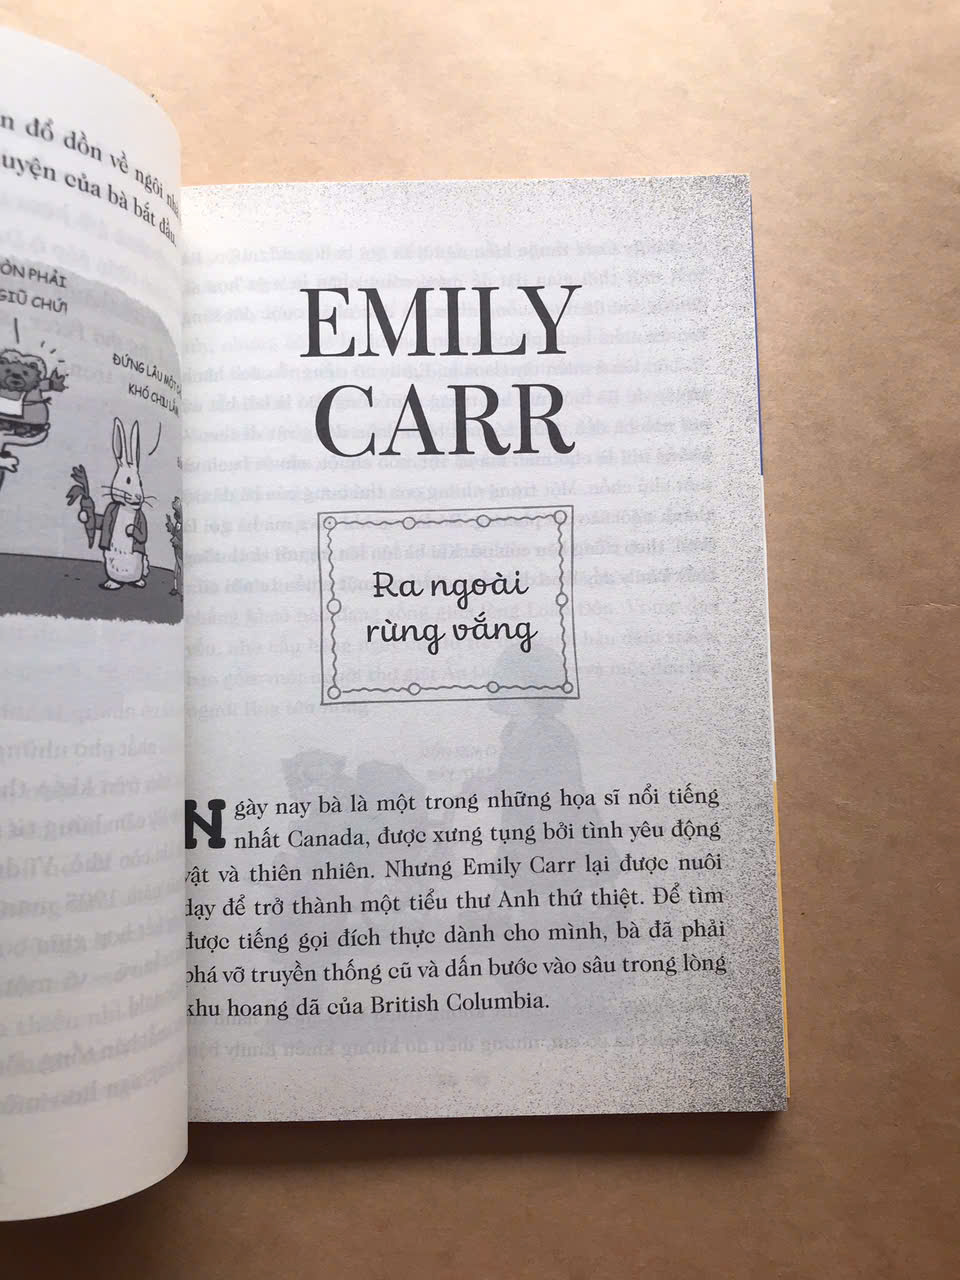 n đổ dồn về ngôi nhà
uyện của bà bắt đầu.
ÒN PHẢI
GIỮ CHỨ!
ĐỨNG LÂU MỘT
KHÓ CHỊU LẮM
EMILY
CARR
Ra ngoài
rừng vắng
Ngày nay bà là một trong những họa sĩ nổi tiếng
nhất Canada, được xưng tụng bởi tình yêu động
vật và thiên nhiên. Nhưng Emily Carr lại được nuôi
dạy để trở thành một tiểu thư Anh thứ thiệt. Để tìm
được tiếng gọi đích thực dành cho mình, bà đã phải
phá vỡ truyền thống cũ và dấn bước vào sâu trong lòng
khu hoang dã của British Columbia.